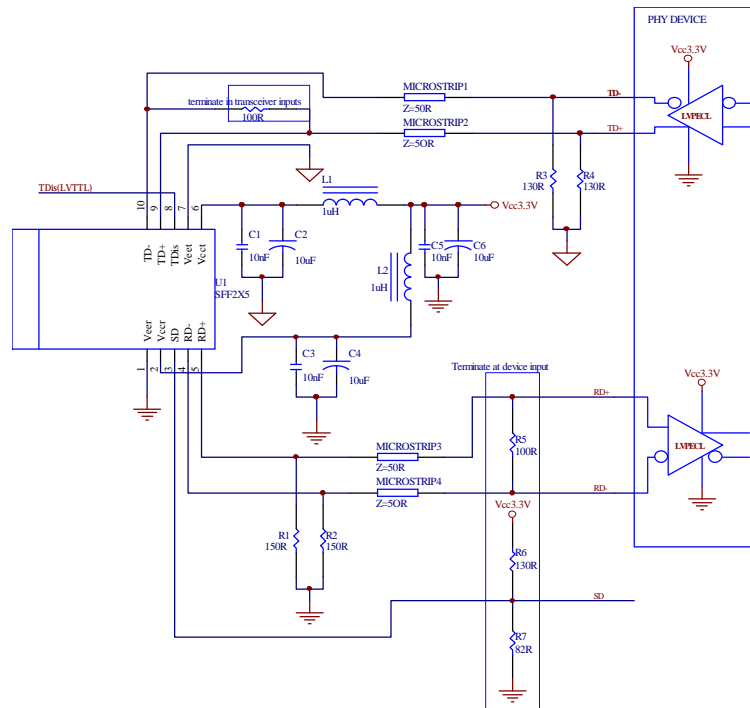 PHY DEVICE
Vcc3.3V
MICROSTRIP1
TD-
terminate in transceiver inputs
LVPECL
100R
Z=50R
MICROSTRIP2
TD+
Z=5OR
R3
R4
130R
130R
L1
TDis(LVTTL)
10
9
8
7
6
1uH
Vcc3.3V
C1
C2
C5
C6
TD-
TD+
TDis
Veet
Vcct
10nF
10uF
10nF
10uF
L2
1uH
U1
SFF2X5
Veer
Vccr
SD
RD-
RD+
1
2
3
4
5
C3
C4
10nF
10uF
Terminate at device input
Vcc3.3V
RD+
LVPECL
MICROSTRIP3
R5
100R
Z=50R
MICROSTRIP4
RD-
Z=5OR
Vcc3.3V
R1
R2
150R
150R
R6
130R
SD
R7
82R